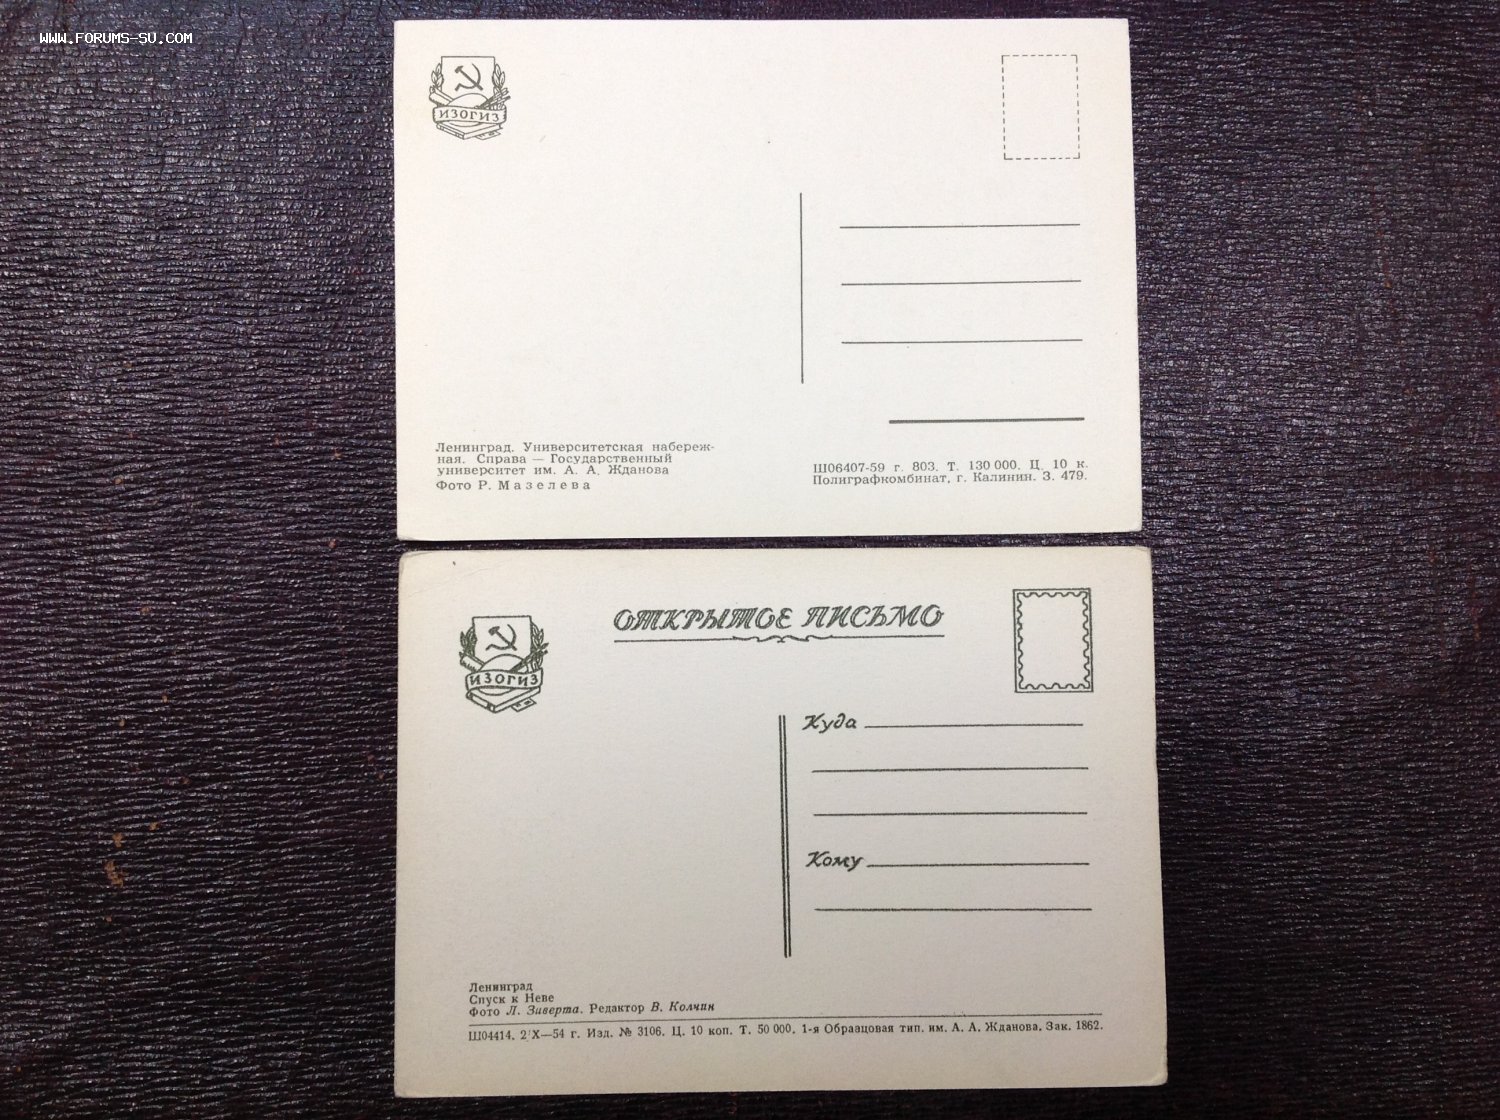 WWW.FORUMS-SU.COM
ИЗОГИЗ
Ленинград. Университетская набереж-
ная. Справа — Государственный
университет им. А. А. Жданова
Фото Р. Мазелева
Ш06407-59 г. 803. Т. 130 000. Ц. 10 к.
Полиграфкомбинат, г. Калинин. З. 479.
ИЗОГИЗ
ОТКРЫТОЕ ПИСЬМО
Куда
Кому
Ленинград
Спуск к Неве
Фото Л. Зиверта. Редактор В. Колчин
Ш04414. 2/X—54 г. Изд. № 3106. Ц. 10 коп. Т. 50 000. 1-я Образцовая тип. им. А. А. Жданова. Зак. 1862.